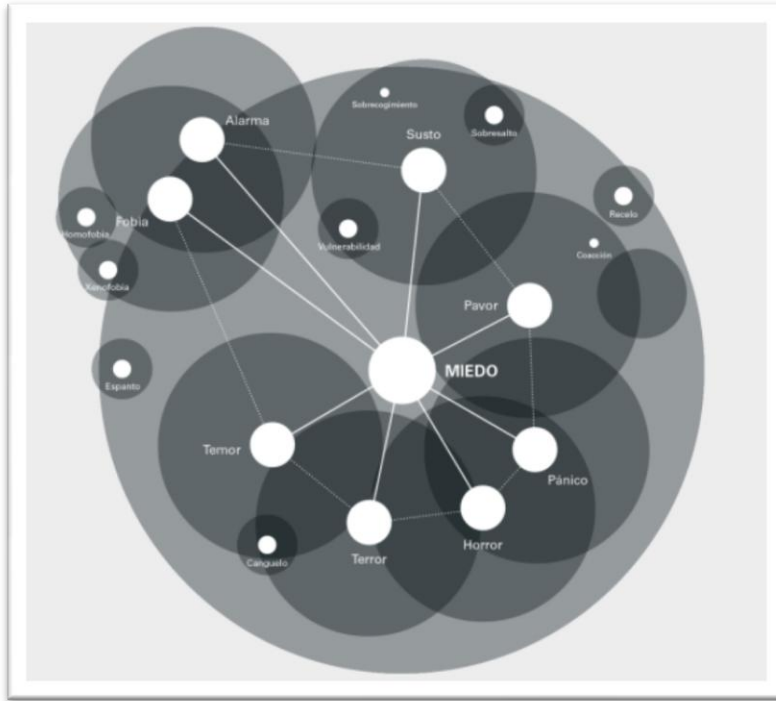 Sobrecogimiento
Alarma
Susto
Sobresalto
Fobia
Homofobia
Vulnerabilidad
Recelo
Coacción
Xenofobia
Pavor
MIEDO
Espanto
Temor
Pánico
Horror
Terror
Canguelo